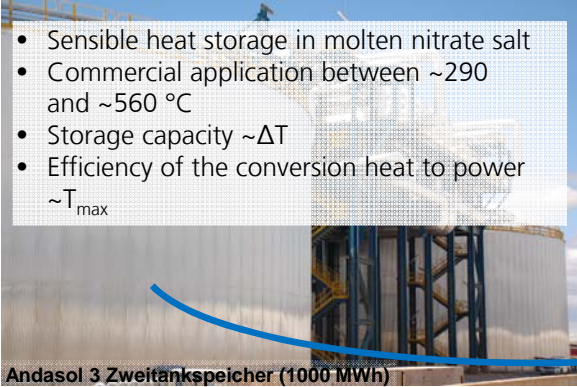 • Sensible heat storage in molten nitrate salt
• Commercial application between ~290
and ~560 °C
• Storage capacity ~ΔT
• Efficiency of the conversion heat to power
~Tmax
Andasol 3 Zweitankspeicher (1000 MWh)